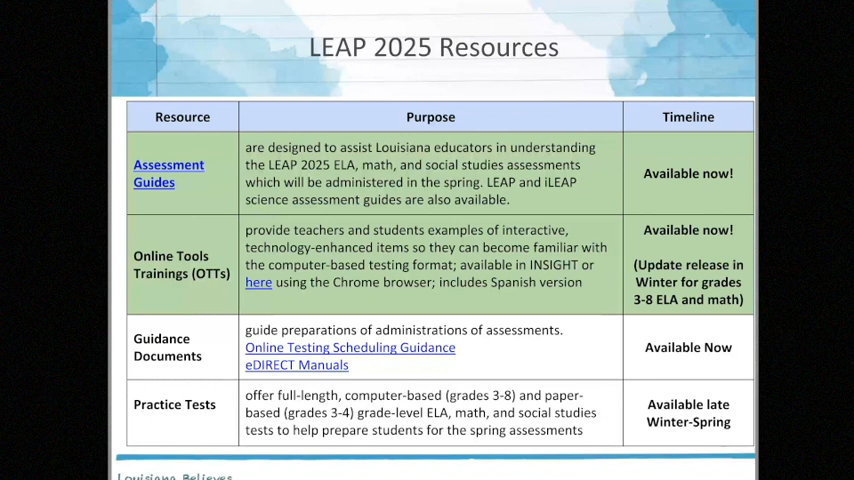 LEAP 2025 Resources
Resource
Purpose
Timeline
Assessment
Guides
are designed to assist Louisiana educators in understanding
the LEAP 2025 ELA, math, and social studies assessments
which will be administered in the spring. LEAP and iLEAP
science assessment guides are also available.
Available now!
Online Tools
Trainings (OTTs)
provide teachers and students examples of interactive,
technology-enhanced items so they can become familiar with
the computer-based testing format; available in INSIGHT or
here using the Chrome browser; includes Spanish version
Available now!
(Update release in
Winter for grades
3-8 ELA and math)
Guidance
Documents
guide preparations of administrations of assessments.
Online Testing Scheduling Guidance
eDIRECT Manuals
Available Now
Practice Tests
offer full-length, computer-based (grades 3-8) and paper-
based (grades 3-4) grade-level ELA, math, and social studies
tests to help prepare students for the spring assessments
Available late
Winter-Spring
Louisiana Believes